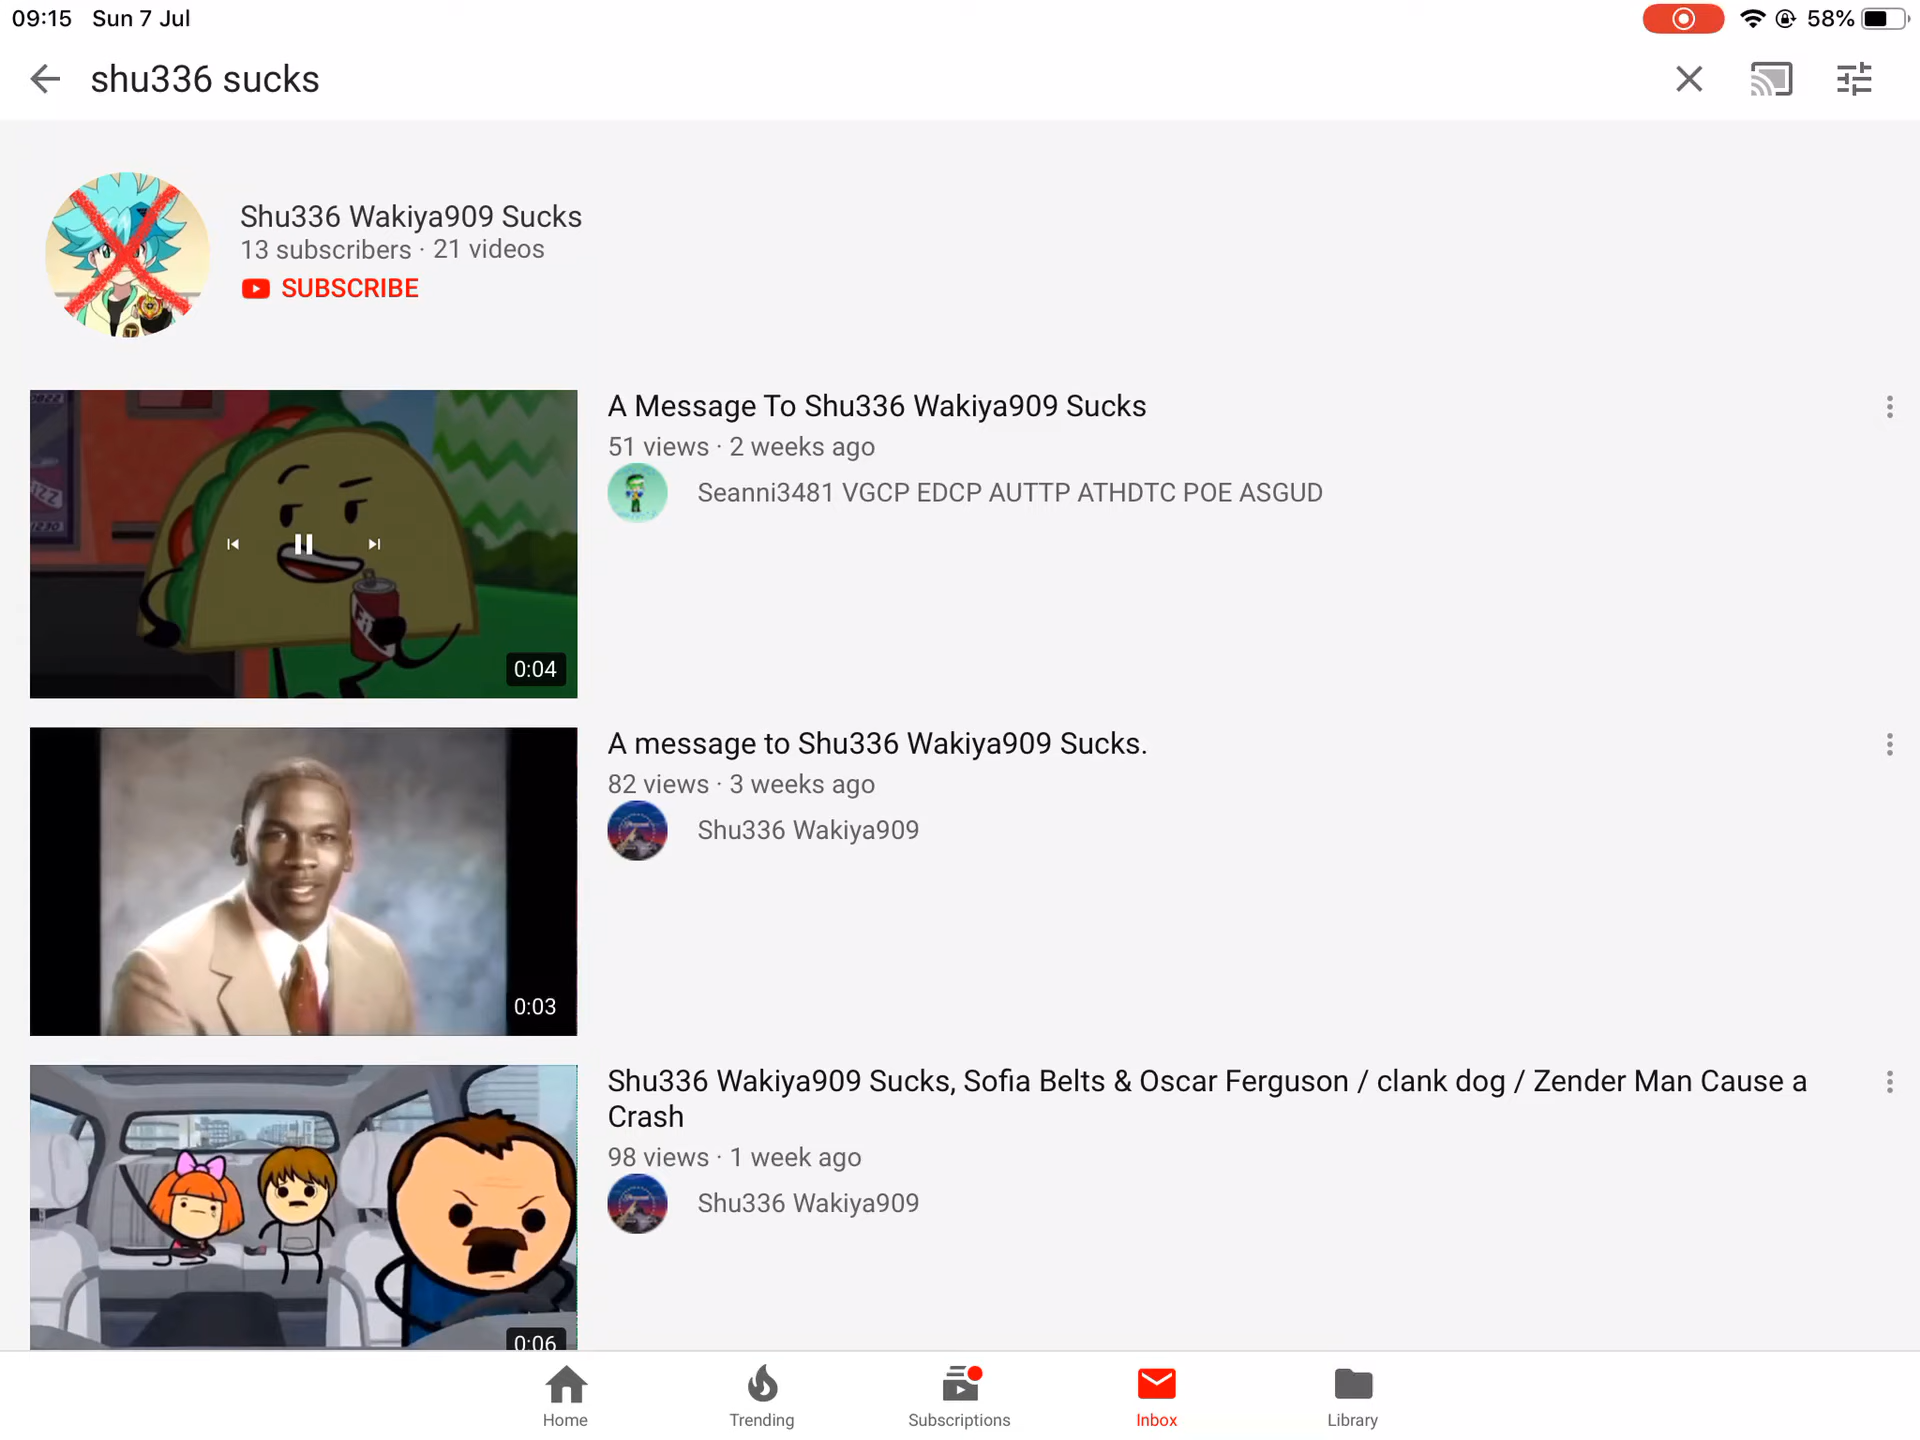 09:15 Sun 7 Jul
58%
shu336 sucks
Shu336 Wakiya909 Sucks
13 subscribers · 21 videos
SUBSCRIBE
A Message To Shu336 Wakiya909 Sucks
51 views · 2 weeks ago
Seanni3481 VGCP EDCP AUTTP ATHDTC POE ASGUD
0:04
A message to Shu336 Wakiya909 Sucks.
82 views · 3 weeks ago
Shu336 Wakiya909
0:03
Shu336 Wakiya909 Sucks, Sofia Belts & Oscar Ferguson / clank dog / Zender Man Cause a
Crash
98 views · 1 week ago
Shu336 Wakiya909
0:06
Home Trending Subscriptions Inbox Library